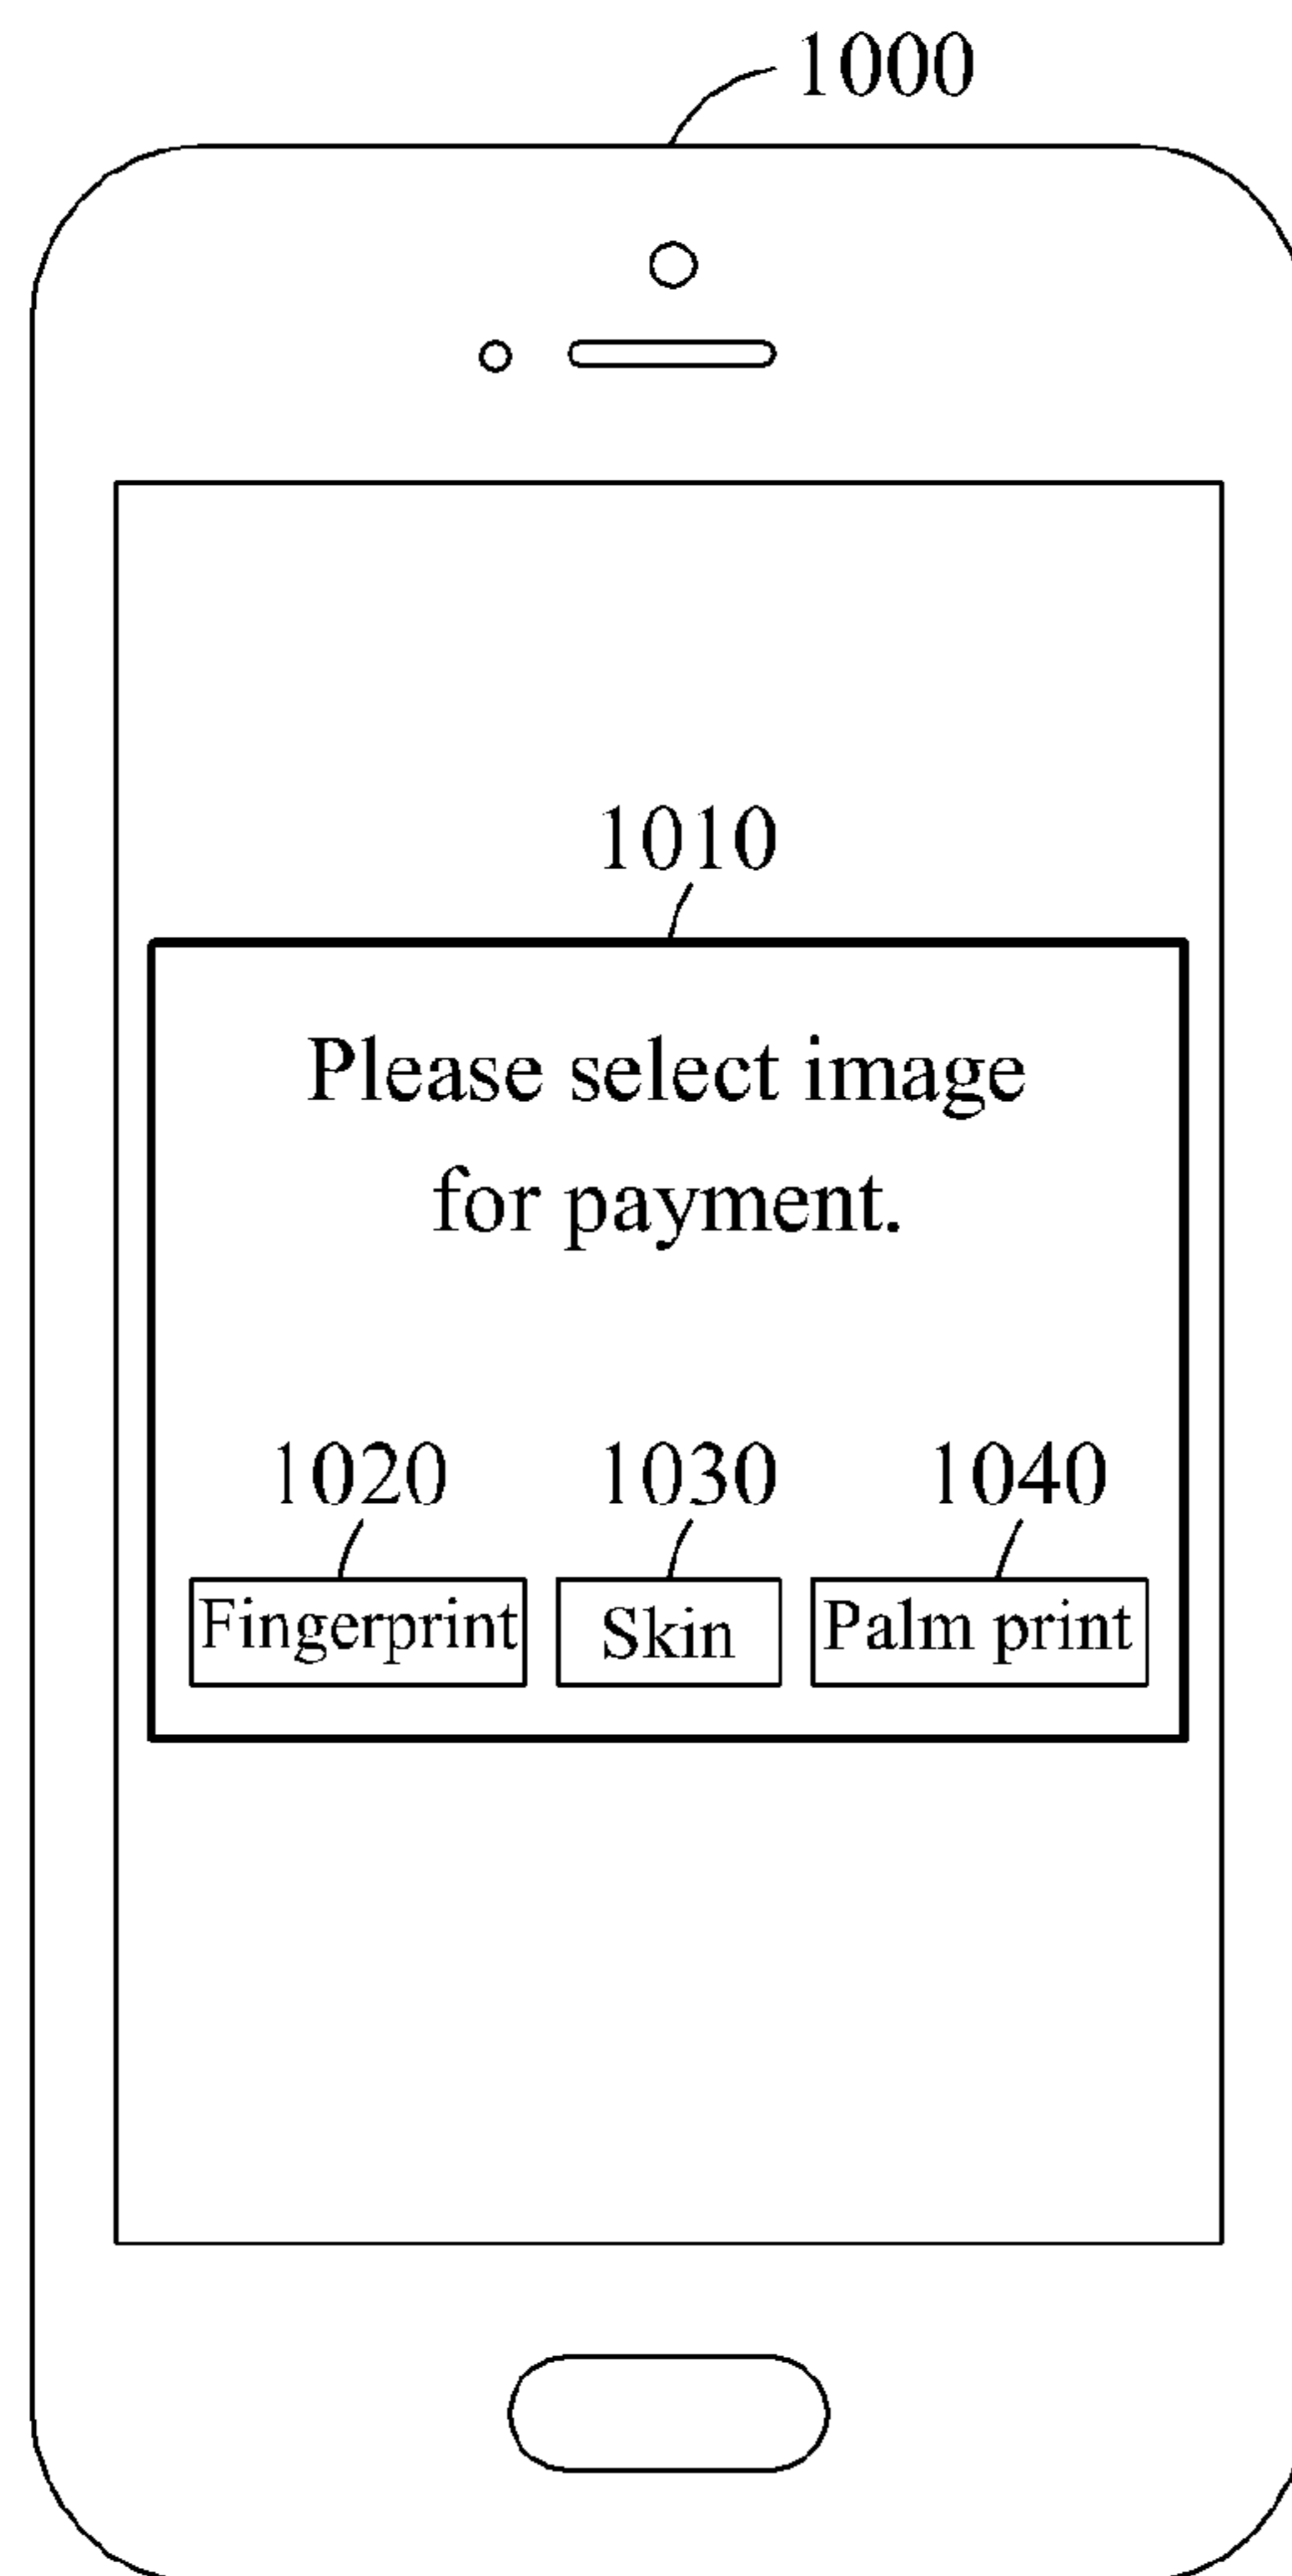 1000
1010
Please select image
for payment.
1020 1030 1040
Fingerprint Skin Palm print